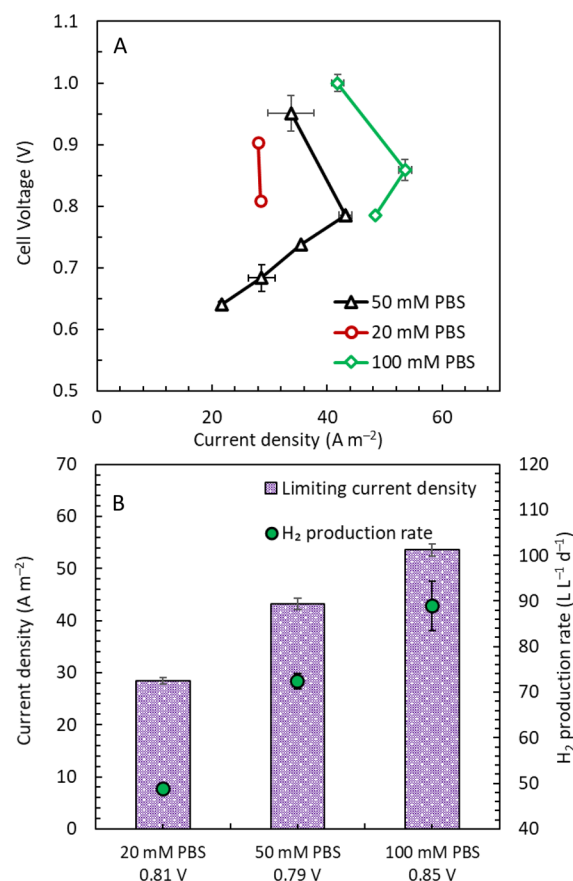 1.1
A
1.0
0.9
0.8
0.7
0.6
0.5
Cell Voltage (V)
50 mM PBS
20 mM PBS
100 mM PBS
0 20 40 60
Current density (A m⁻²)
70
60
50
40
30
20
10
0
Current density (A m⁻²)
B
Limiting current density
H₂ production rate
120
110
100
90
80
70
60
50
40
H₂ production rate (L L⁻¹ d⁻¹)
20 mM PBS 50 mM PBS 100 mM PBS
0.81 V 0.79 V 0.85 V